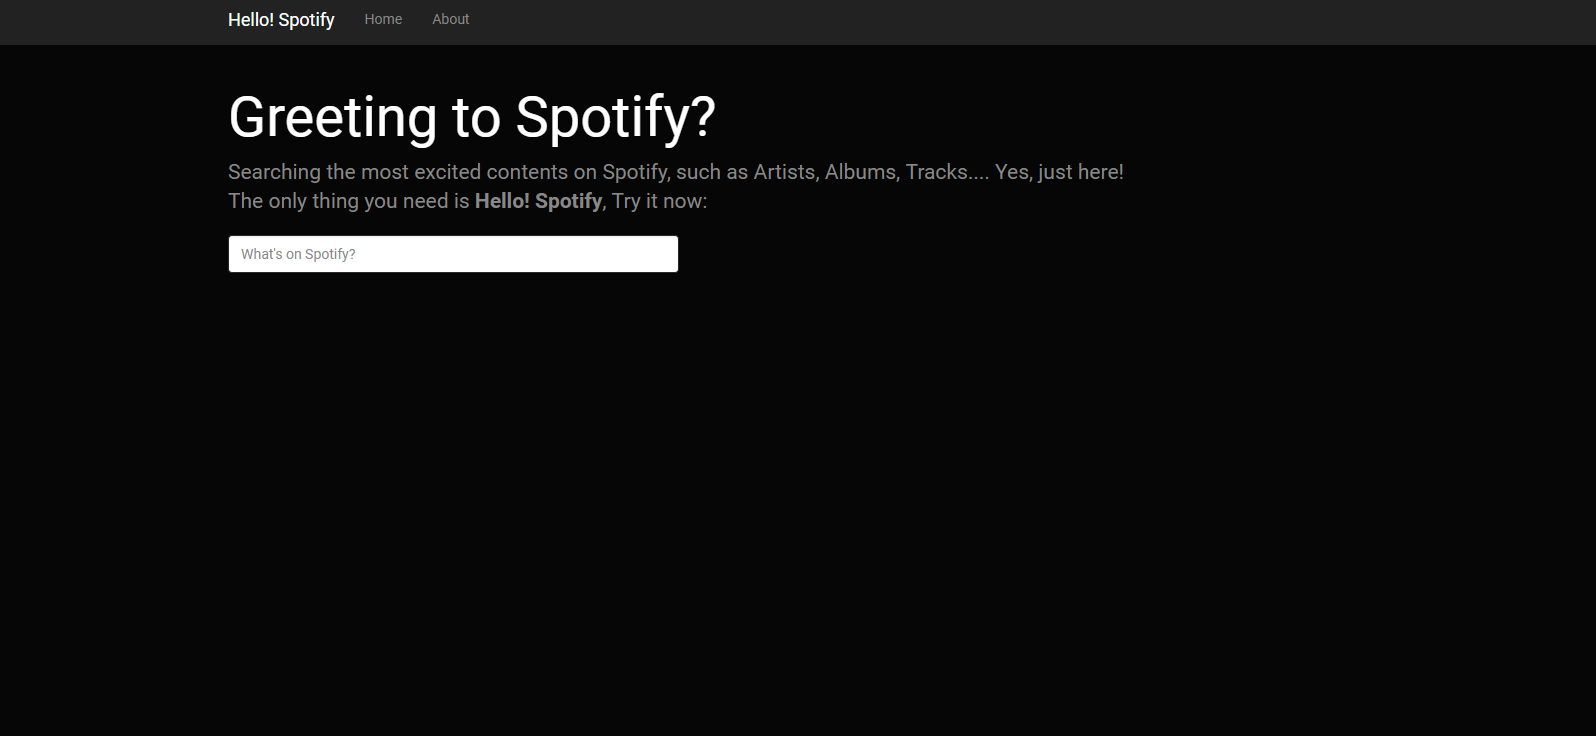 Hello! Spotify Home About
Greeting to Spotify?
Searching the most excited contents on Spotify, such as Artists, Albums, Tracks.... Yes, just here!
The only thing you need is Hello! Spotify, Try it now:
What's on Spotify?